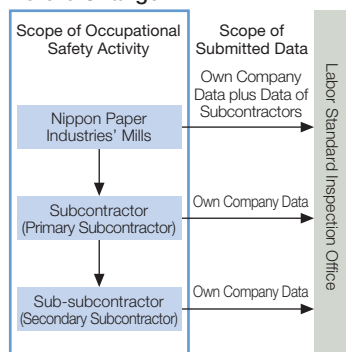 Scope of Occupational
Safety Activity
Scope of
Submitted Data
Own Company
Data plus Data of
Subcontractors
Nippon Paper
Industries' Mills
Subcontractor
(Primary Subcontractor)
Own Company Data
Sub-subcontractor
(Secondary Subcontractor)
Own Company Data
Labor Standard Inspection Office